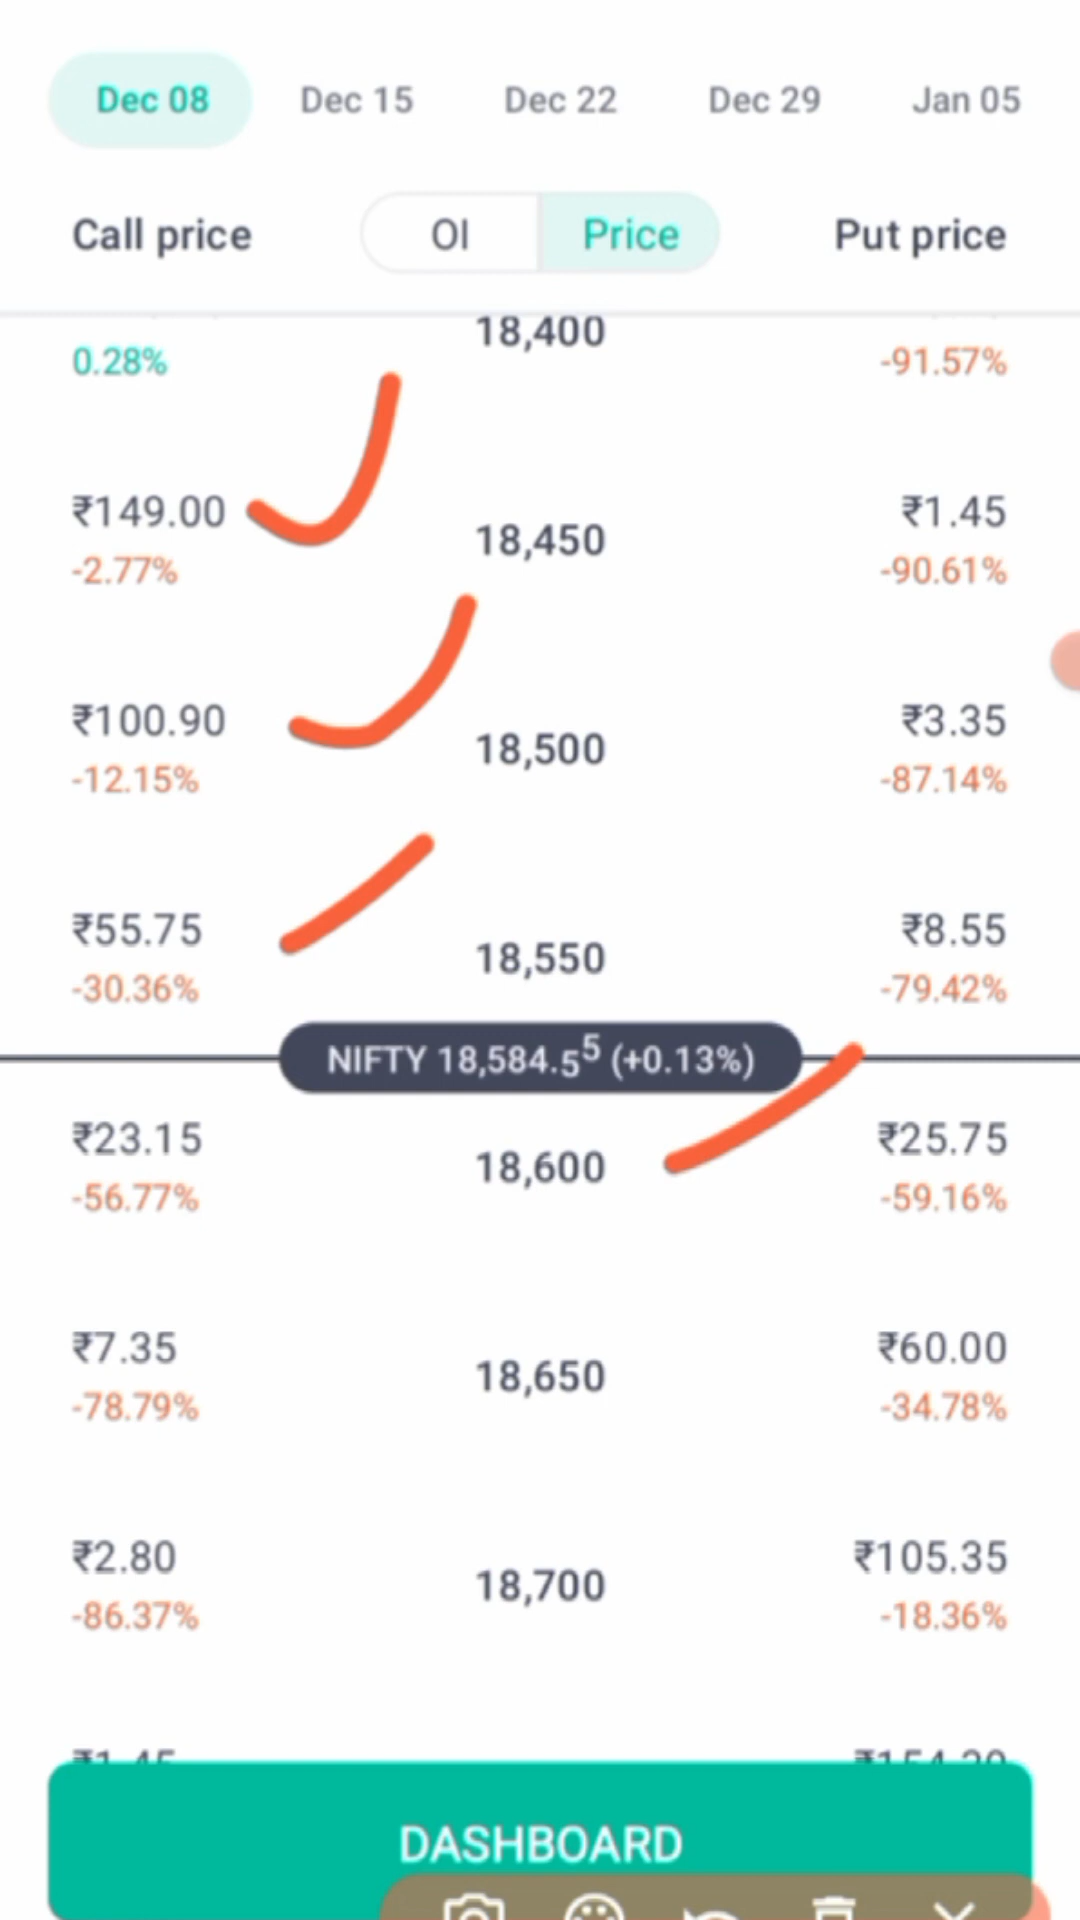 Dec 08 Dec 15 Dec 22 Dec 29 Jan 05
Call price OI Price Put price
18,400
0.28% -91.57%
₹149.00 18,450 ₹1.45
-2.77% -90.61%
₹100.90 18,500 ₹3.35
-12.15% -87.14%
₹55.75 18,550 ₹8.55
-30.36% -79.42%
NIFTY 18,584.55 (+0.13%)
₹23.15 18,600 ₹25.75
-56.77% -59.16%
₹7.35 18,650 ₹60.00
-78.79% -34.78%
₹2.80 18,700 ₹105.35
-86.37% -18.36%
DASHBOARD